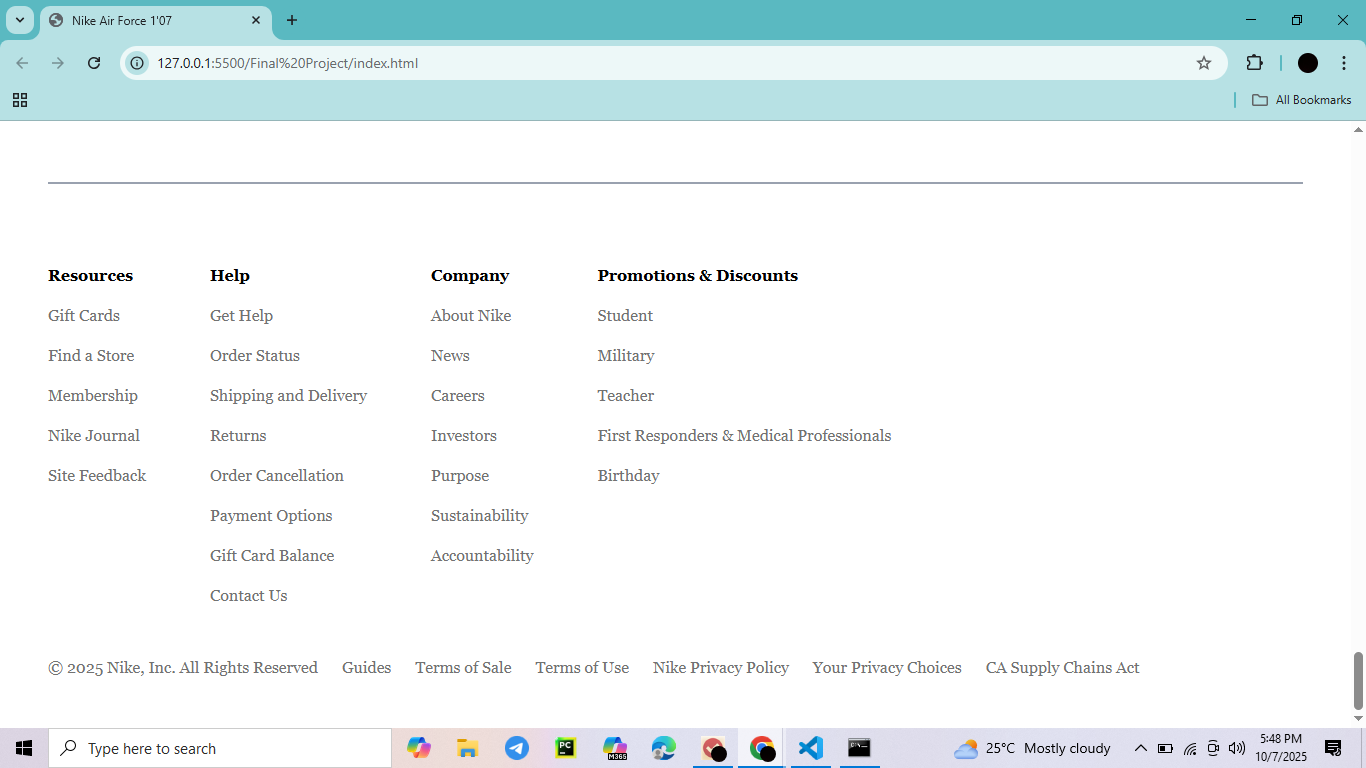 Nike Air Force 1'07
127.0.0.1:5500/Final%20Project/index.html
All Bookmarks
Resources Help Company Promotions & Discounts
Gift Cards Get Help About Nike Student
Find a Store Order Status News Military
Membership Shipping and Delivery Careers Teacher
Nike Journal Returns Investors First Responders & Medical Professionals
Site Feedback Order Cancellation Purpose Birthday
Payment Options Sustainability
Gift Card Balance Accountability
Contact Us
© 2025 Nike, Inc. All Rights Reserved Guides Terms of Sale Terms of Use Nike Privacy Policy Your Privacy Choices CA Supply Chains Act
Type here to search PC M365 25°C Mostly cloudy 5:48 PM
10/7/2025